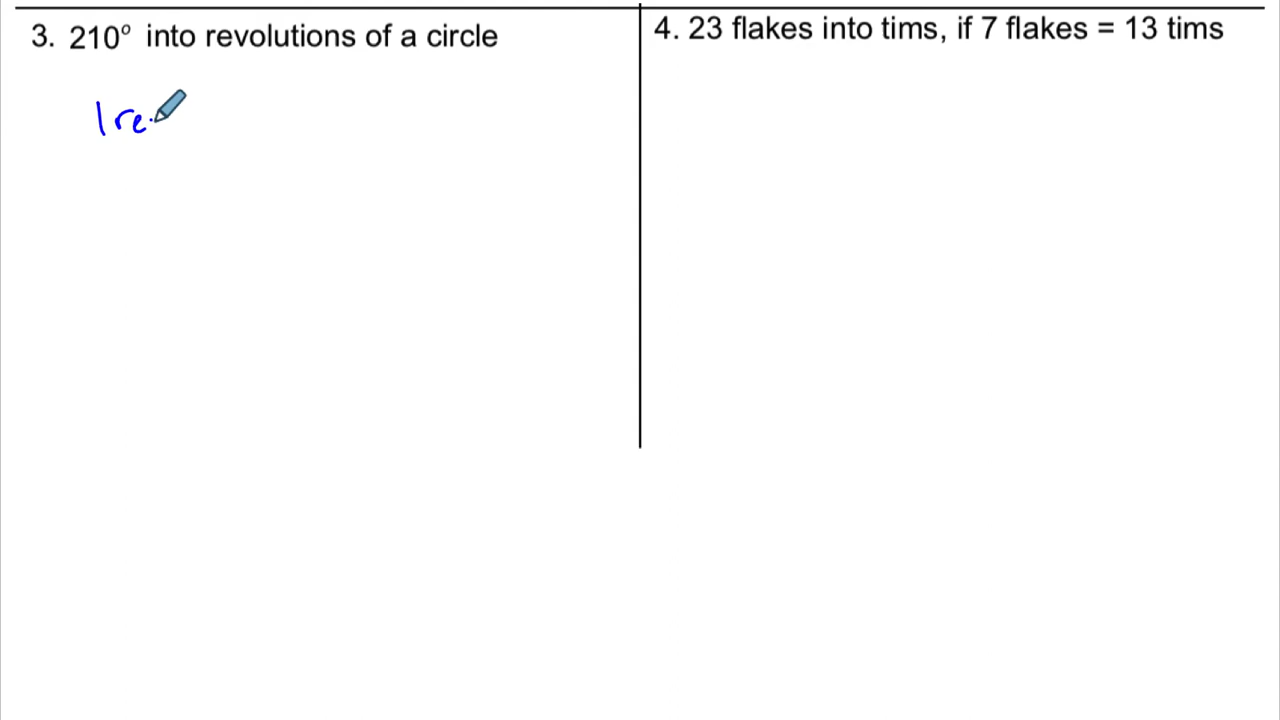 3. 210° into revolutions of a circle
1 re
4. 23 flakes into tims, if 7 flakes = 13 tims